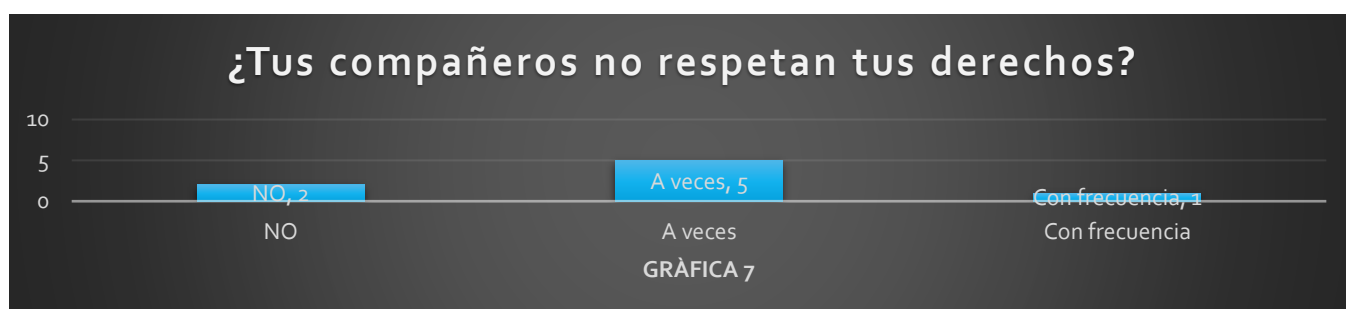 ¿Tus compañeros no respetan tus derechos?
10
5
0
NO, 2
A veces, 5
Con frecuencia, 1
NO
A veces
Con frecuencia
GRÀFICA 7